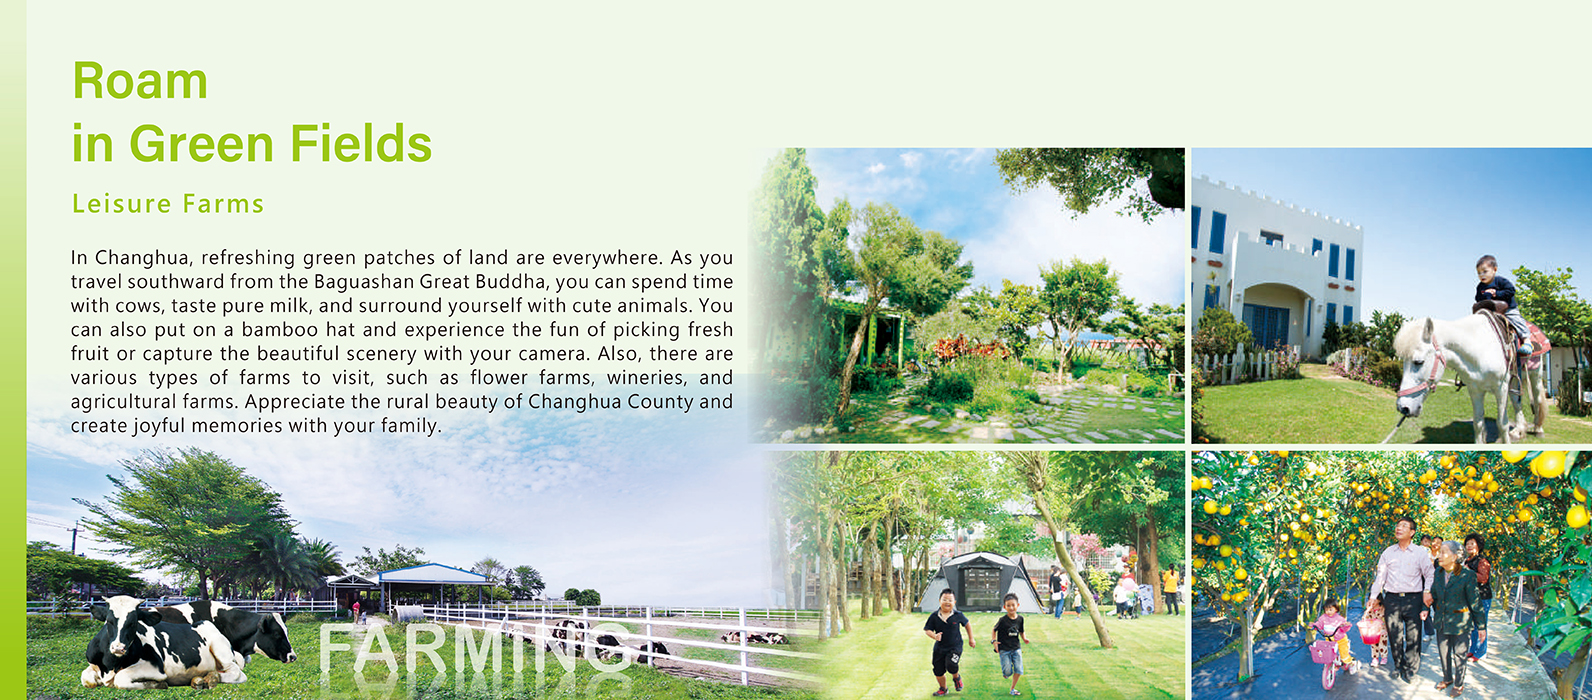 Roam
in Green Fields
Leisure Farms
In Changhua, refreshing green patches of land are everywhere. As you
travel southward from the Baguashan Great Buddha, you can spend time
with cows, taste pure milk, and surround yourself with cute animals. You
can also put on a bamboo hat and experience the fun of picking fresh
fruit or capture the beautiful scenery with your camera. Also, there are
various types of farms to visit, such as flower farms, wineries, and
agricultural farms. Appreciate the rural beauty of Changhua County and
create joyful memories with your family.
FARMING